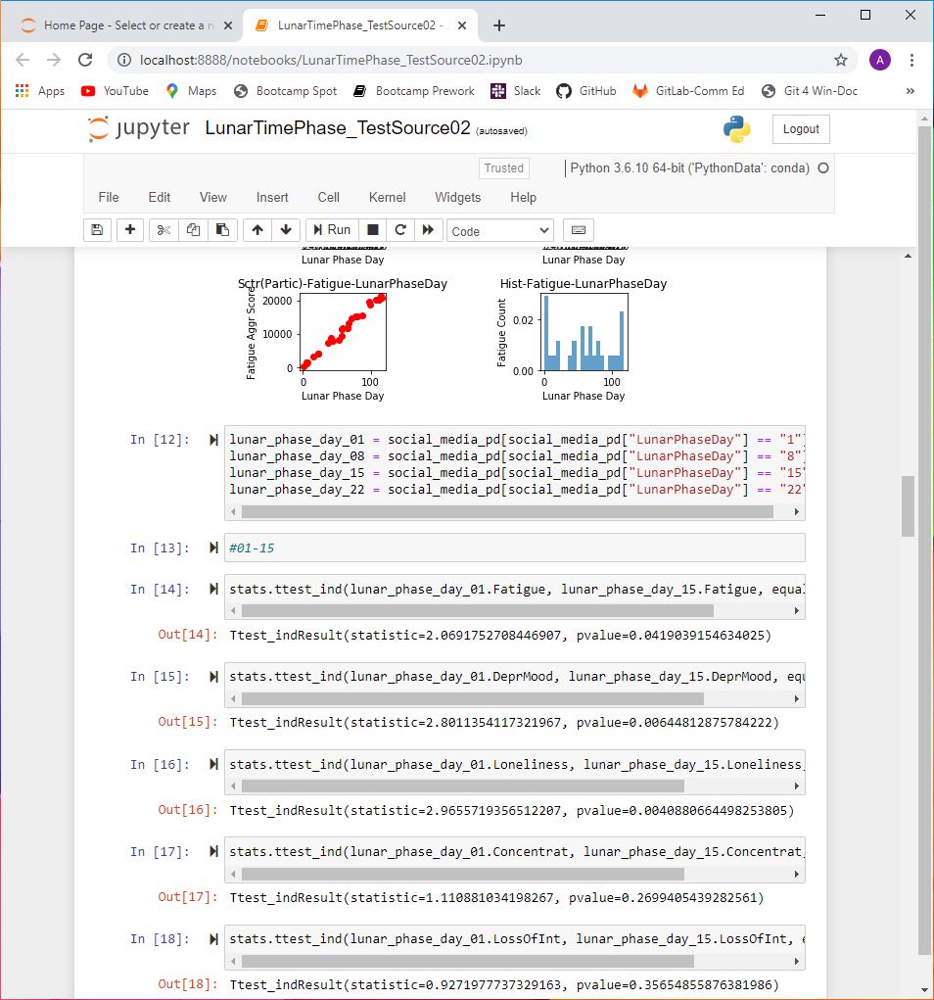 Home Page - Select or create a n
LunarTimePhase_TestSource02 -
localhost:8888/notebooks/LunarTimePhase_TestSource02.ipynb
A
Apps
YouTube
Maps
Bootcamp Spot
Bootcamp Prework
Slack
GitHub
GitLab-Comm Ed
Git 4 Win-Doc
»
jupyter LunarTimePhase_TestSource02 (autosaved)
Logout
Trusted
Python 3.6.10 64-bit ('PythonData': conda)
File Edit View Insert Cell Kernel Widgets Help
Run
Code
Lunar Phase Day
Lunar Phase Day
Sctr(Partic)-Fatigue-LunarPhaseDay
Fatigue Aggr Score
20000
10000
0
0 100
Lunar Phase Day
Hist-Fatigue-LunarPhaseDay
Fatigue Count
0.02
0.00
0 100
Lunar Phase Day
In [12]:
lunar_phase_day_01 = social_media_pd[social_media_pd["LunarPhaseDay"] == "1"]
lunar_phase_day_08 = social_media_pd[social_media_pd["LunarPhaseDay"] == "8"]
lunar_phase_day_15 = social_media_pd[social_media_pd["LunarPhaseDay"] == "15"
lunar_phase_day_22 = social_media_pd[social_media_pd["LunarPhaseDay"] == "22"
In [13]: #01-15
In [14]: stats.ttest_ind(lunar_phase_day_01.Fatigue, lunar_phase_day_15.Fatigue, equal
Out[14]: Ttest_indResult(statistic=2.0691752708446907, pvalue=0.0419039154634025)
In [15]: stats.ttest_ind(lunar_phase_day_01.DeprMood, lunar_phase_day_15.DeprMood, equ
Out[15]: Ttest_indResult(statistic=2.8011354117321967, pvalue=0.00644812875784222)
In [16]: stats.ttest_ind(lunar_phase_day_01.Loneliness, lunar_phase_day_15.Loneliness,
Out[16]: Ttest_indResult(statistic=2.9655719356512207, pvalue=0.0040880664498253805)
In [17]: stats.ttest_ind(lunar_phase_day_01.Concentrat, lunar_phase_day_15.Concentrat,
Out[17]: Ttest_indResult(statistic=1.110881034198267, pvalue=0.2699405439282561)
In [18]: stats.ttest_ind(lunar_phase_day_01.LossOfInt, lunar_phase_day_15.LossOfInt, e
Out[18]: Ttest_indResult(statistic=0.9271977737329163, pvalue=0.35654855876381986)